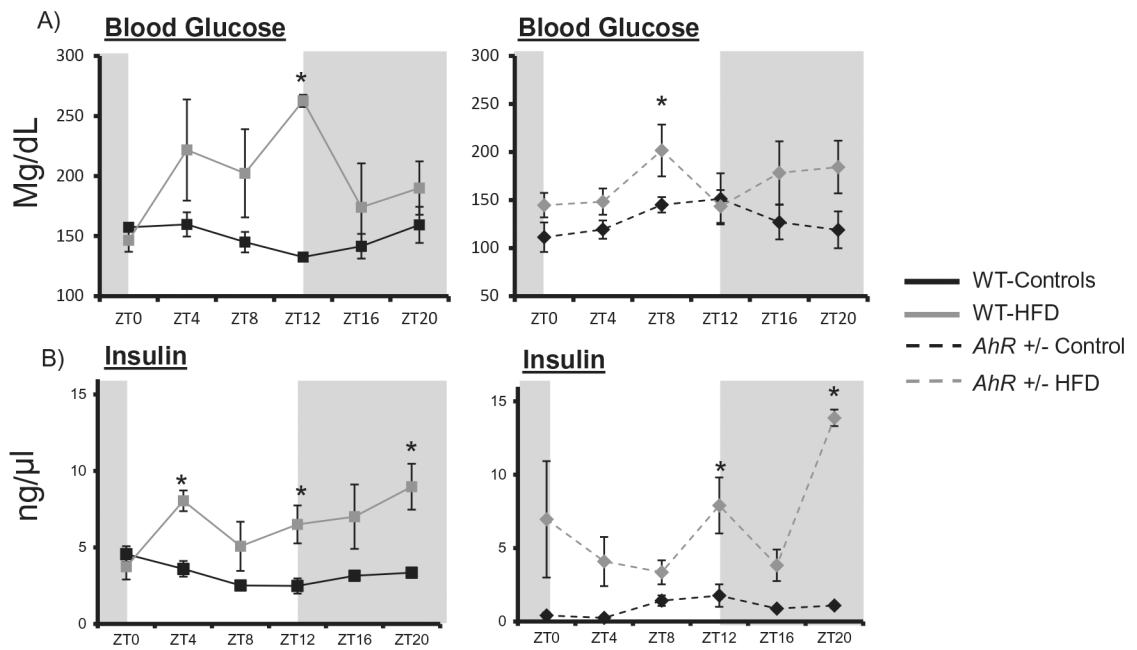 A)
Blood Glucose
Blood Glucose
Mg/dL
300
250
200
150
100
*
ZT0 ZT4 ZT8 ZT12 ZT16 ZT20
300
250
200
150
100
50
*
ZT0 ZT4 ZT8 ZT12 ZT16 ZT20
WT-Controls
WT-HFD
AhR +/- Control
AhR +/- HFD
B)
Insulin
Insulin
ng/µl
15
10
5
0
* * *
ZT0 ZT4 ZT8 ZT12 ZT16 ZT20
15
10
5
0
* *
ZT0 ZT4 ZT8 ZT12 ZT16 ZT20